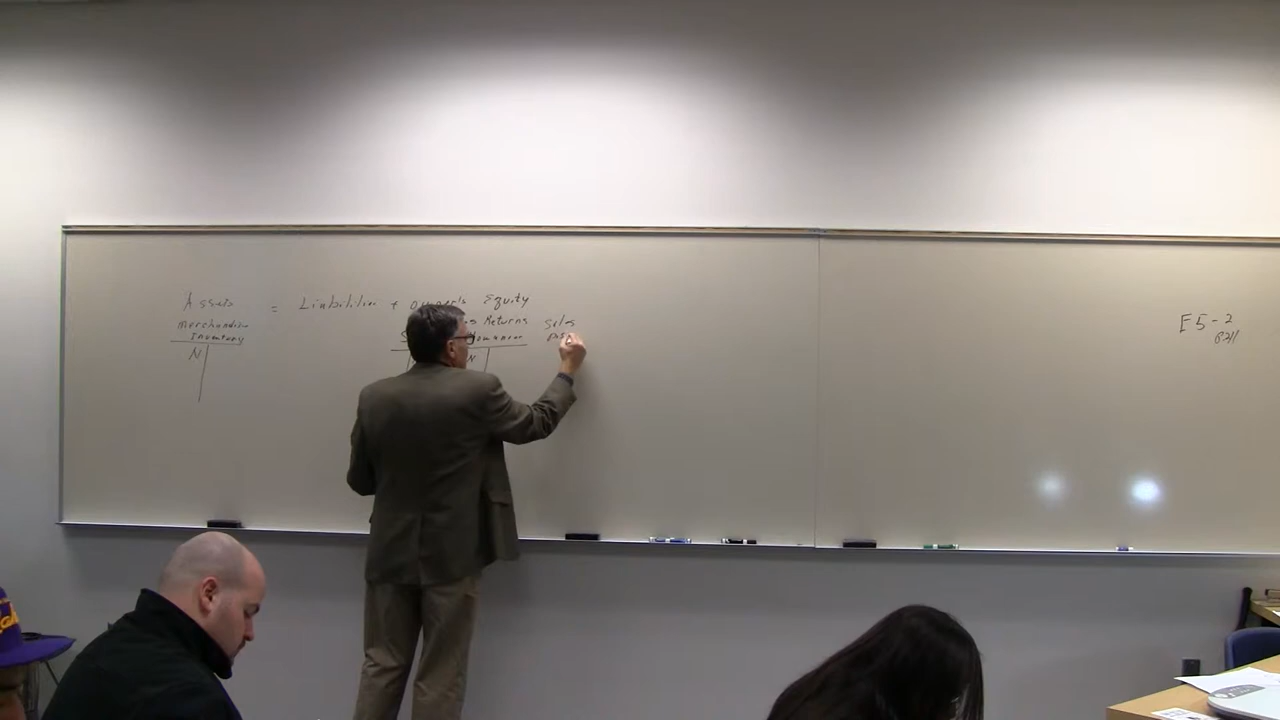 Assets = Liabilities + Owner's Equity
Merchandise
Inventory
N
Returns
N
Sales
E5-2